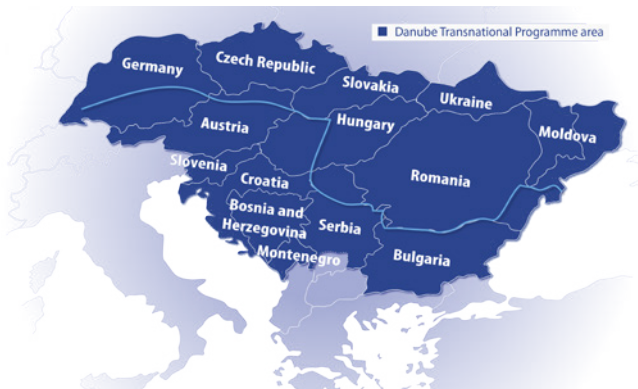 Danube Transnational Programme area
Czech Republic
Germany
Slovakia
Ukraine
Austria
Hungary
Moldova
Slovenia
Romania
Croatia
Bosnia and
Herzegovina
Serbia
Montenegro
Bulgaria